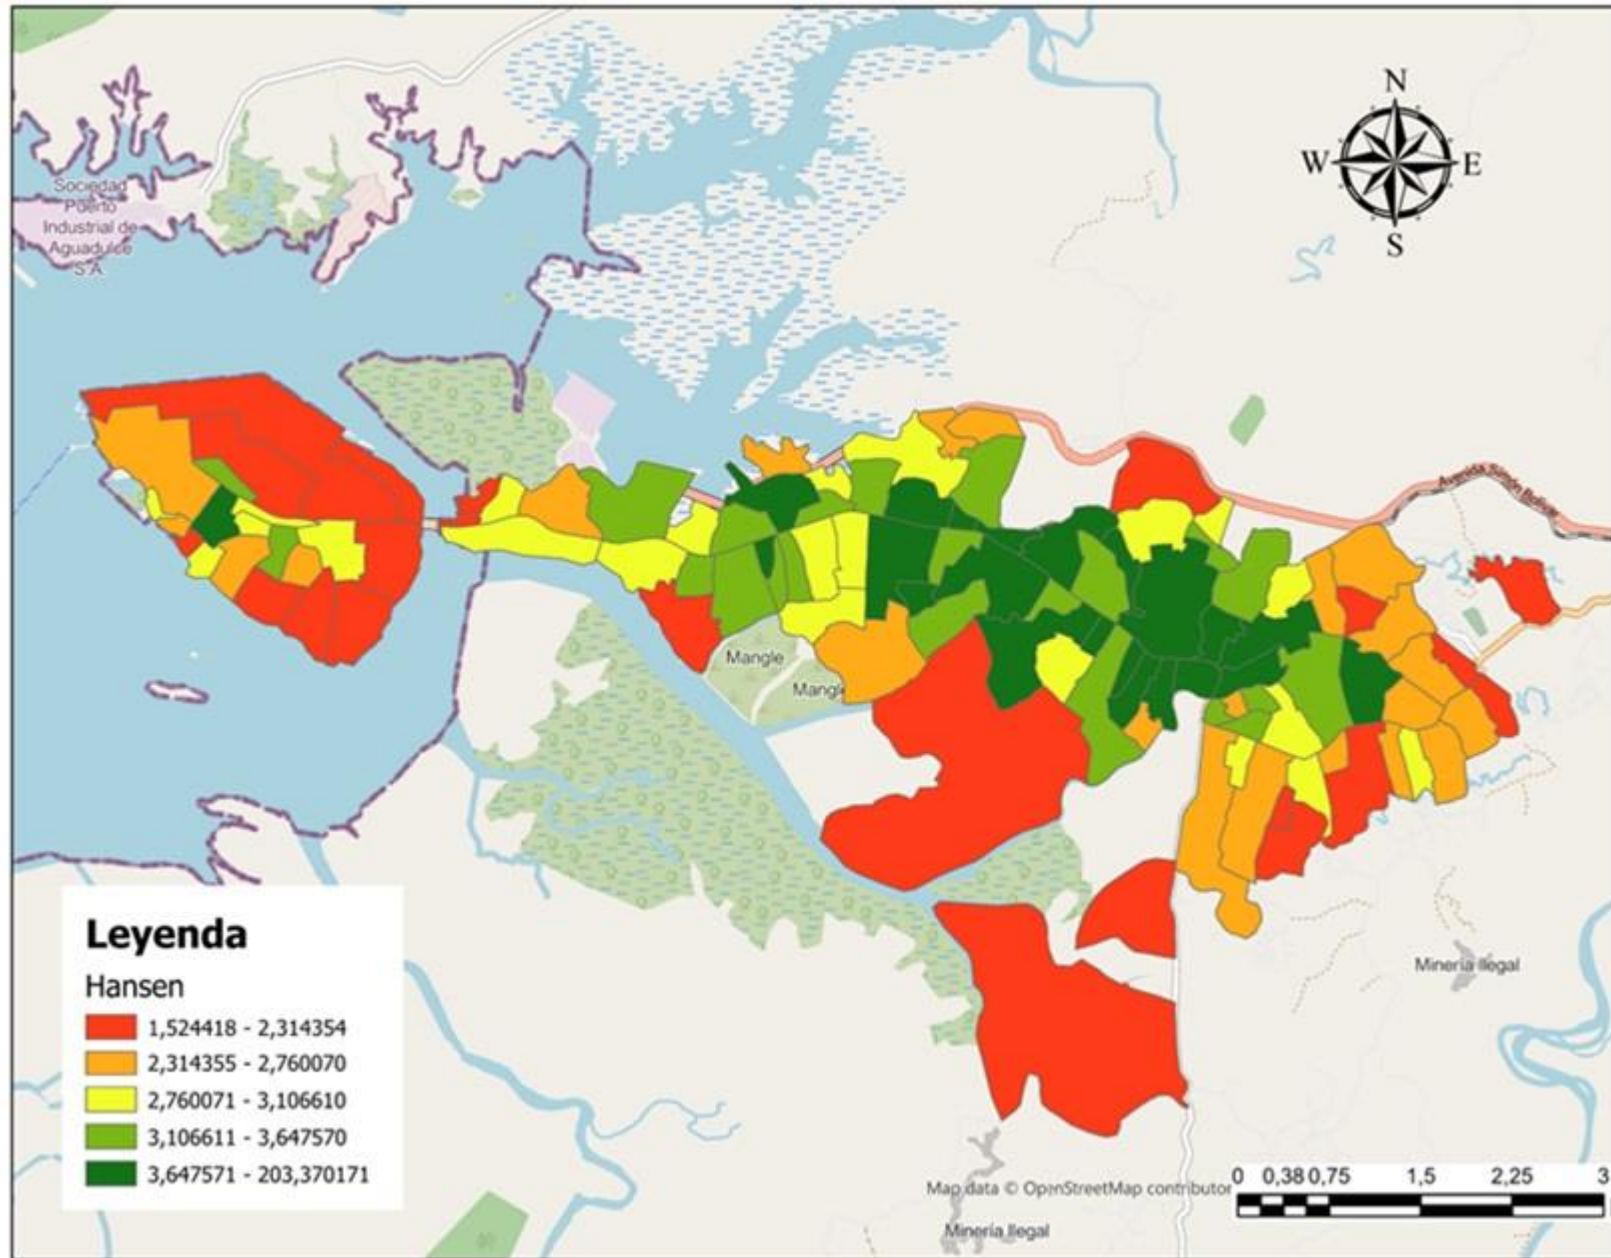 N
W E
S
Sociedad
Puerto
Industrial de
Aguadulce
S.A.
Avenida Simón Bolívar
Mangle
Mangl
Minería Ilegal
Minería Ilegal
Map data © OpenStreetMap contributor
0 0,38 0,75 1,5 2,25 3
Leyenda
Hansen
1,524418 - 2,314354
2,314355 - 2,760070
2,760071 - 3,106610
3,106611 - 3,647570
3,647571 - 203,370171